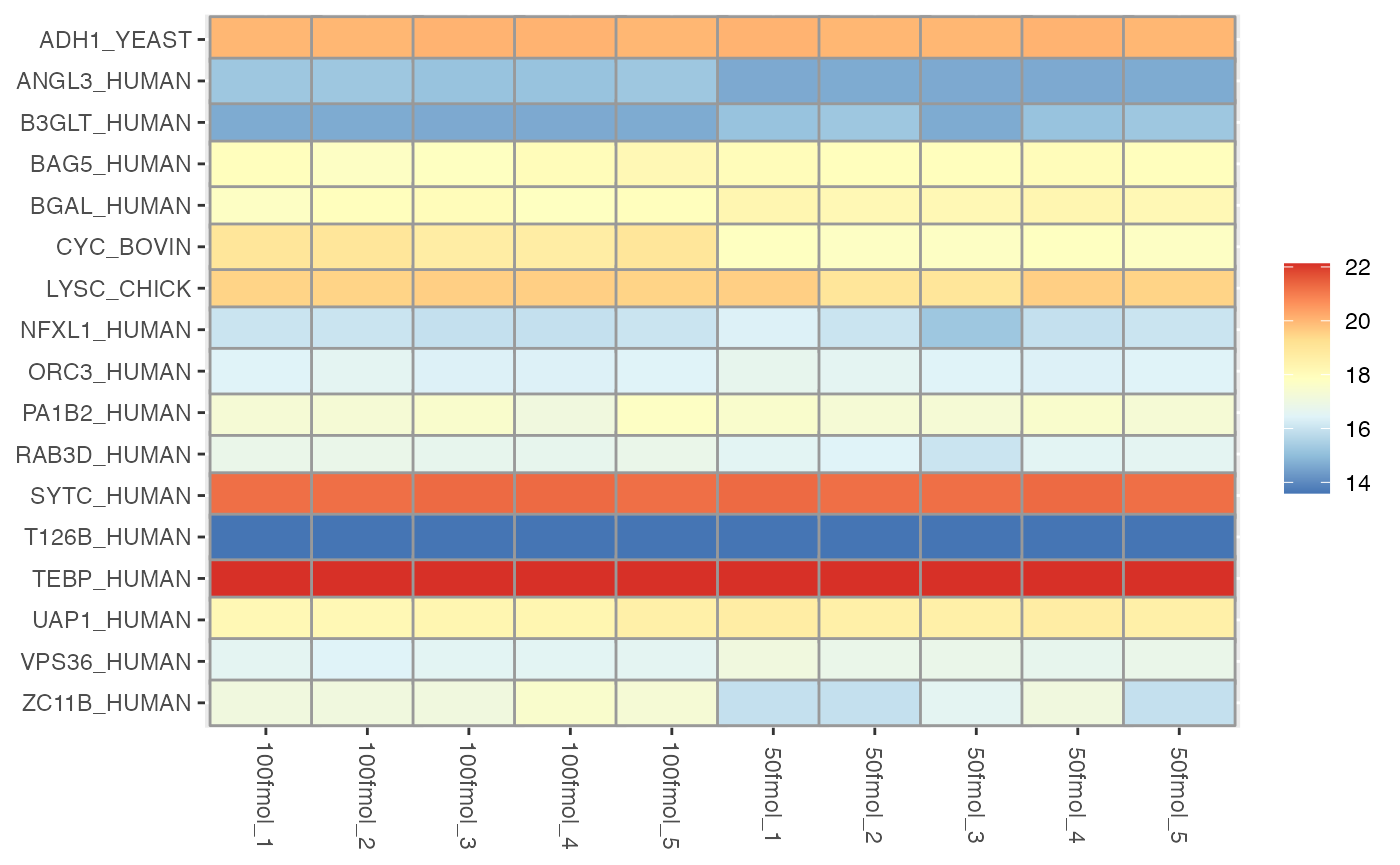 ADH1_YEAST
ANGL3_HUMAN
B3GLT_HUMAN
BAG5_HUMAN
BGAL_HUMAN
CYC_BOVIN
LYSC_CHICK
NFXL1_HUMAN
ORC3_HUMAN
PA1B2_HUMAN
RAB3D_HUMAN
SYTC_HUMAN
T126B_HUMAN
TEBP_HUMAN
UAP1_HUMAN
VPS36_HUMAN
ZC11B_HUMAN
100fmol_1
100fmol_2
100fmol_3
100fmol_4
100fmol_5
50fmol_1
50fmol_2
50fmol_3
50fmol_4
50fmol_5
22
20
18
16
14